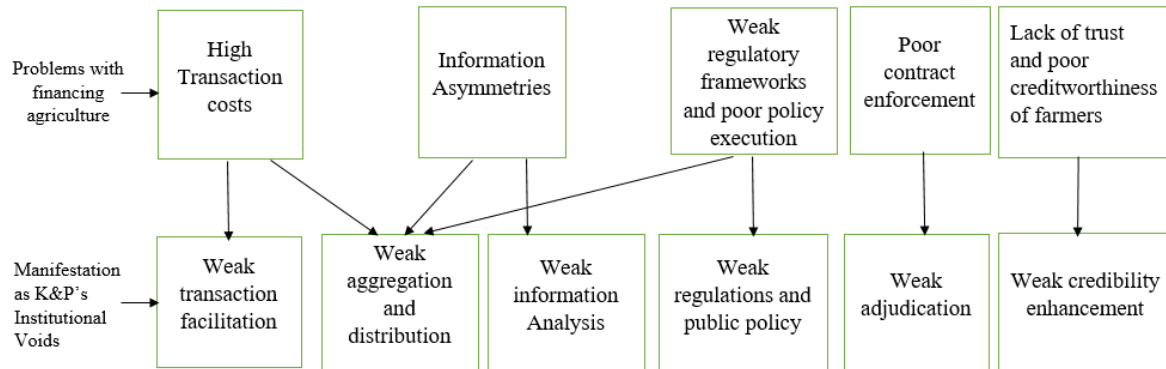 Problems with
financing
agriculture
High
Transaction
costs
Information
Asymmetries
Weak
regulatory
frameworks
and poor policy
execution
Poor
contract
enforcement
Lack of trust
and poor
creditworthiness
of farmers
Manifestation
as K&P’s
Institutional
Voids
Weak
transaction
facilitation
Weak
aggregation
and
distribution
Weak
information
Analysis
Weak
regulations and
public policy
Weak
adjudication
Weak credibility
enhancement